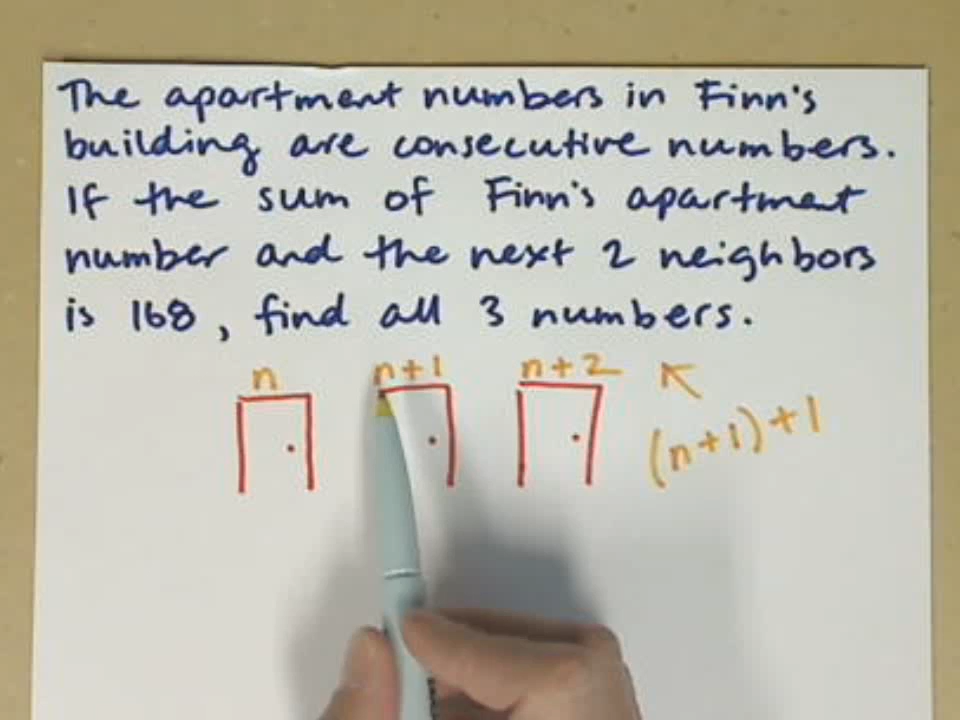 The apartment numbers in Finn's
building are consecutive numbers.
If the sum of Finn's apartment
number and the next 2 neighbors
is 168, find all 3 numbers.
n n+1 n+2
(n+1)+1